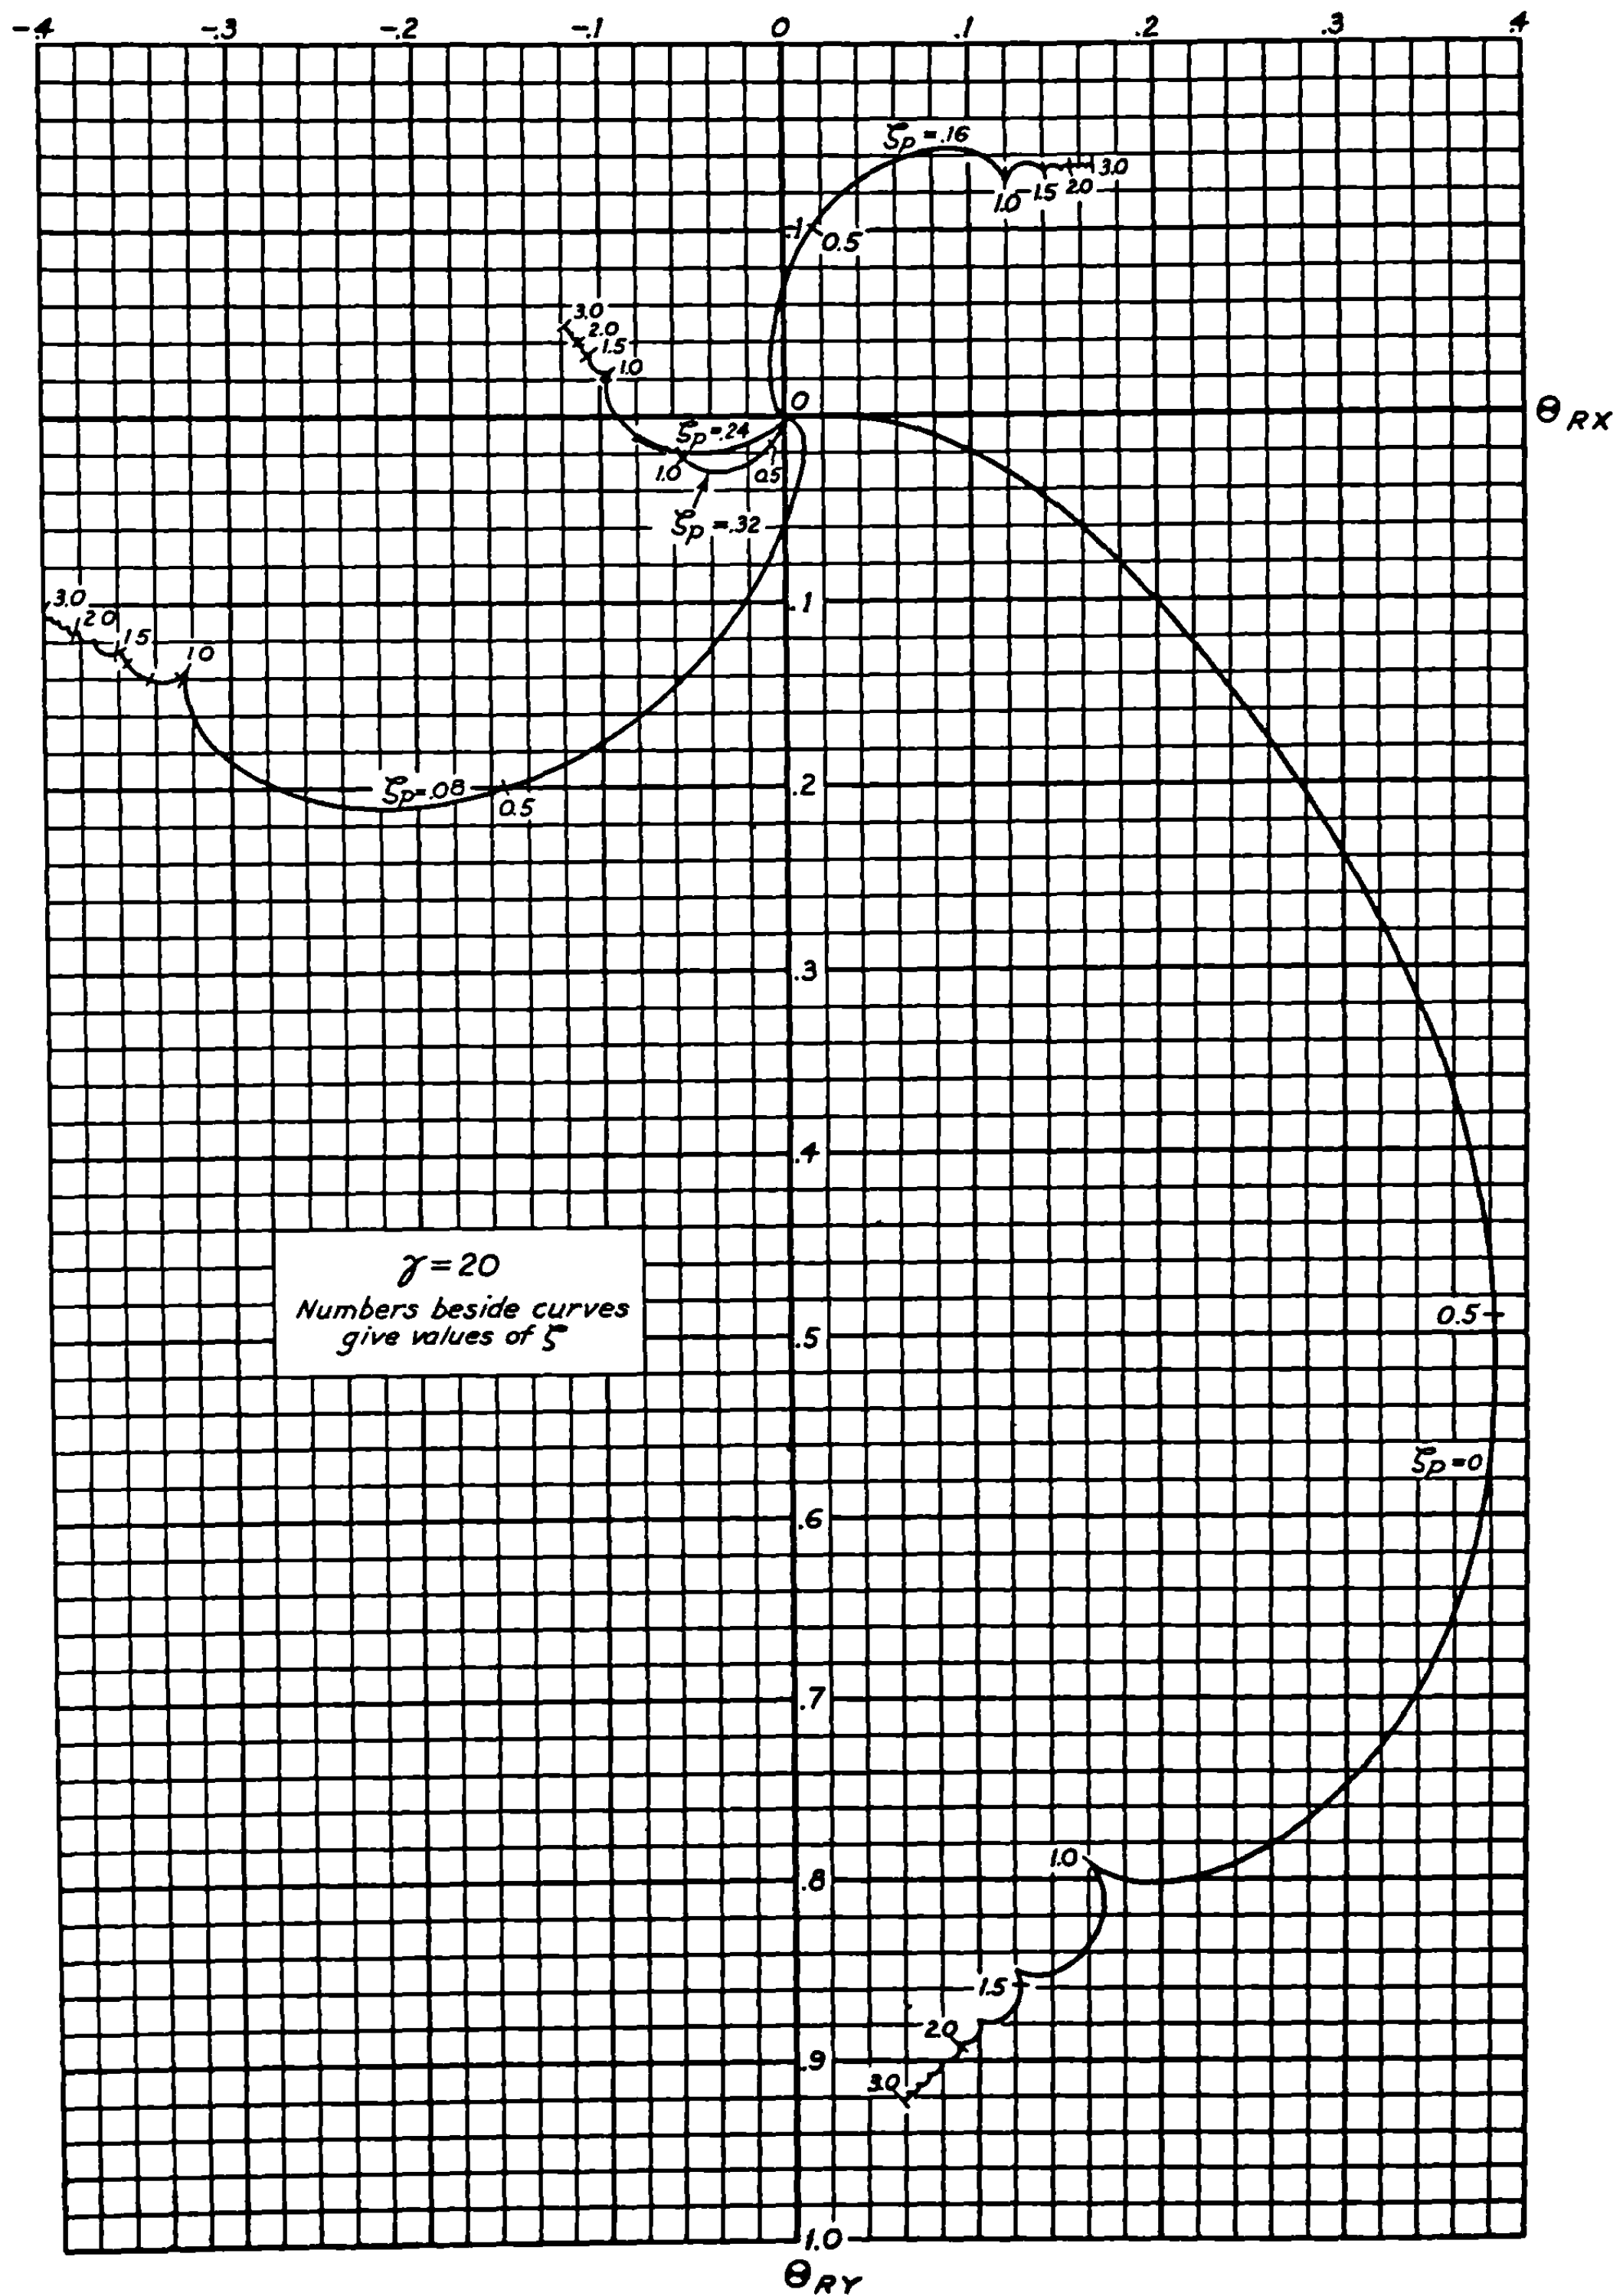 -.4 -.3 -.2 -.1 0 .1 .2 .3 .4
ζp = .16
3.0
1.0 1.5 2.0
-.1 0.5
3.0
2.0
1.5
1.0
0
Θ RX
ζp = .24
1.0 0.5
ζp = .32
.1
3.0
2.0
1.5
1.0
.2
ζp = .08
0.5
.3
.4
γ = 20
Numbers beside curves
give values of ζ
0.5
.5
ζp = 0
.6
.7
1.0
.8
1.5
2.0
.9
3.0
1.0
Θ RY